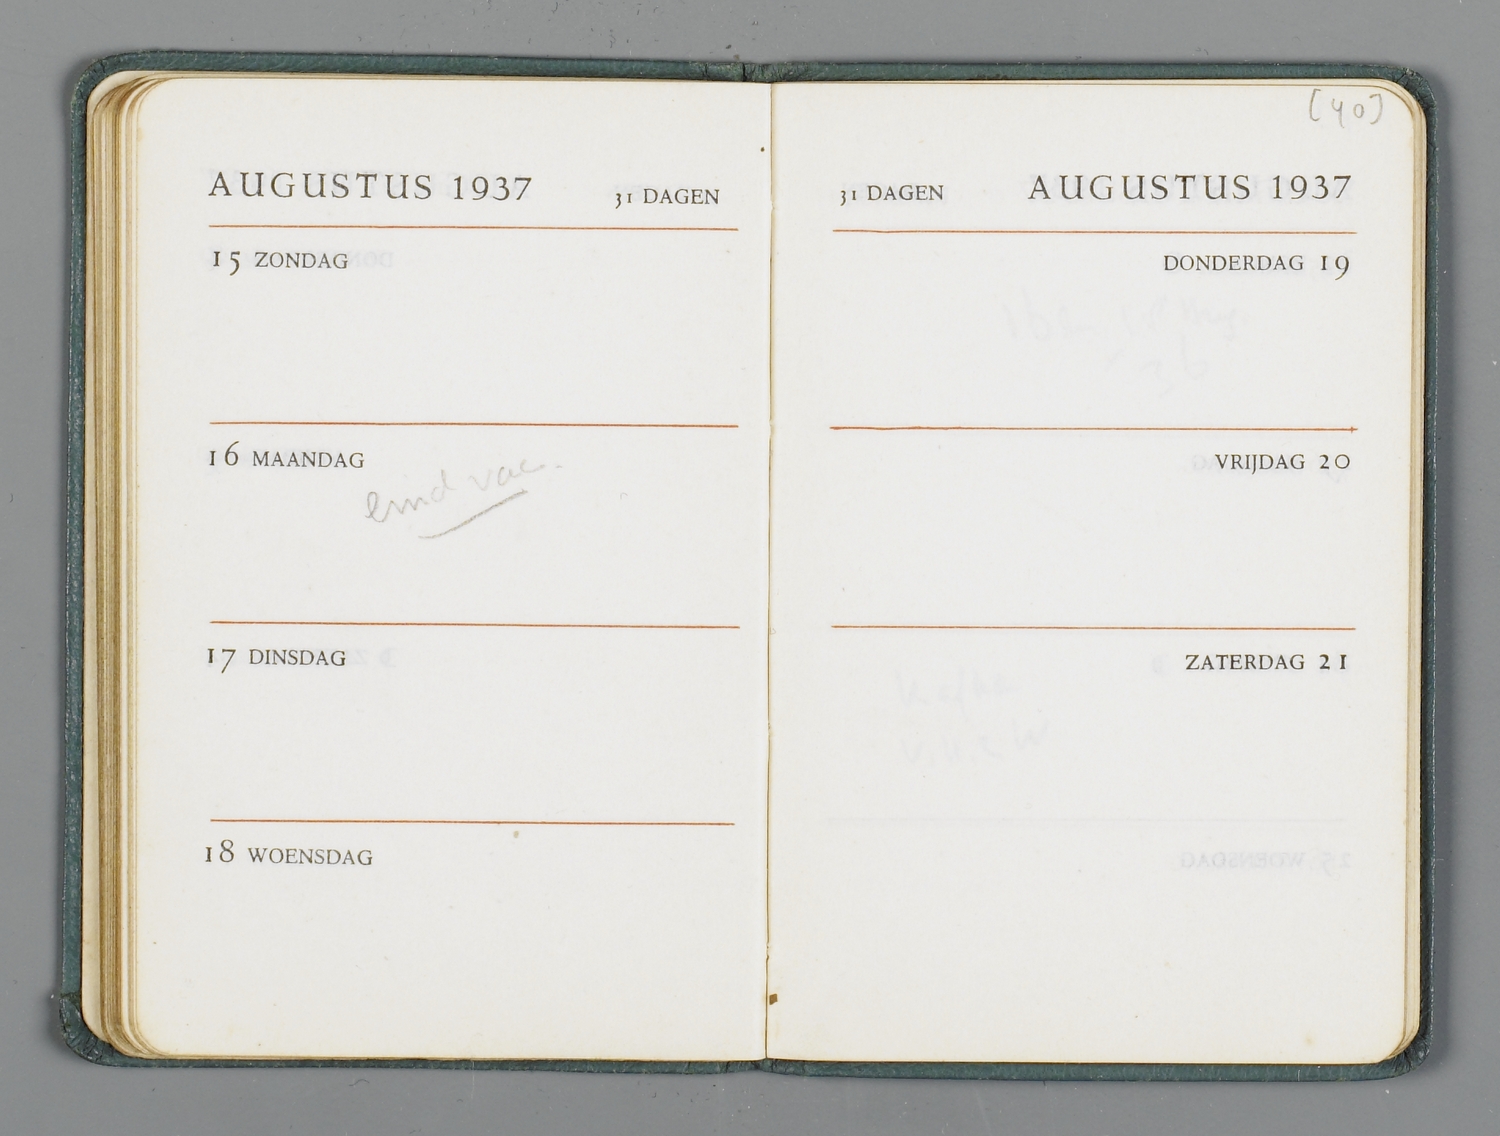 AUGUSTUS 1937 31 DAGEN
15 ZONDAG
16 MAANDAG
eind vac.
17 DINSDAG
18 WOENSDAG
[40]
31 DAGEN AUGUSTUS 1937
DONDERDAG 19
VRIJDAG 20
ZATERDAG 21